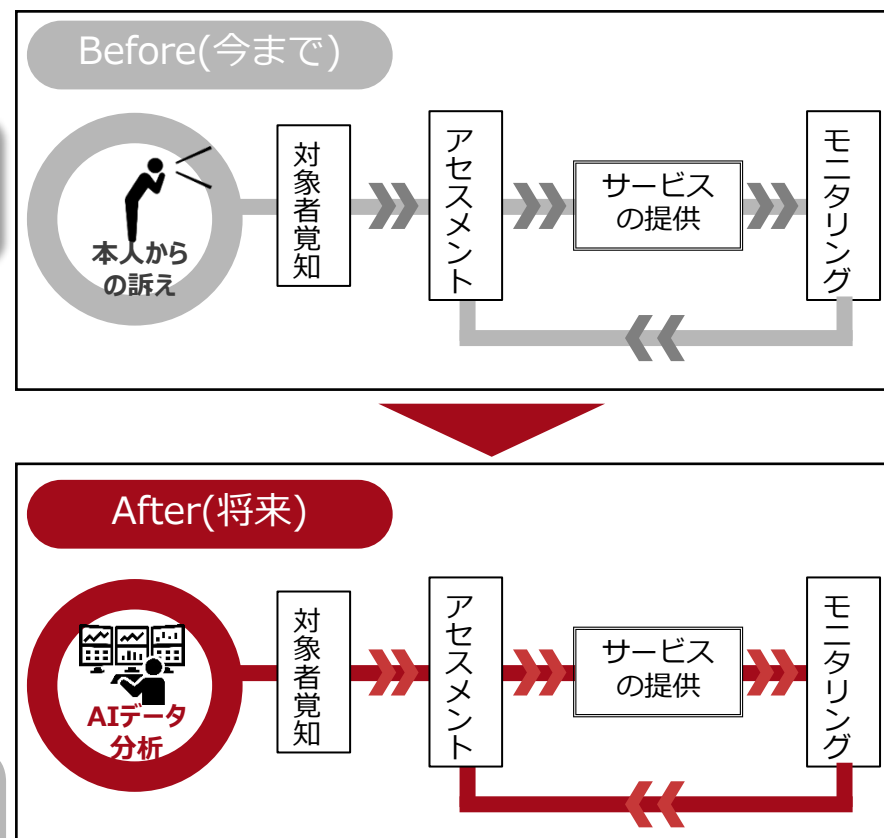 Before(今まで)
本人から
の訴え
対象者覚知
アセスメント
サービス
の提供
モニタリング
After(将来)
AIデータ
分析
対象者覚知
アセスメント
サービス
の提供
モニタリング